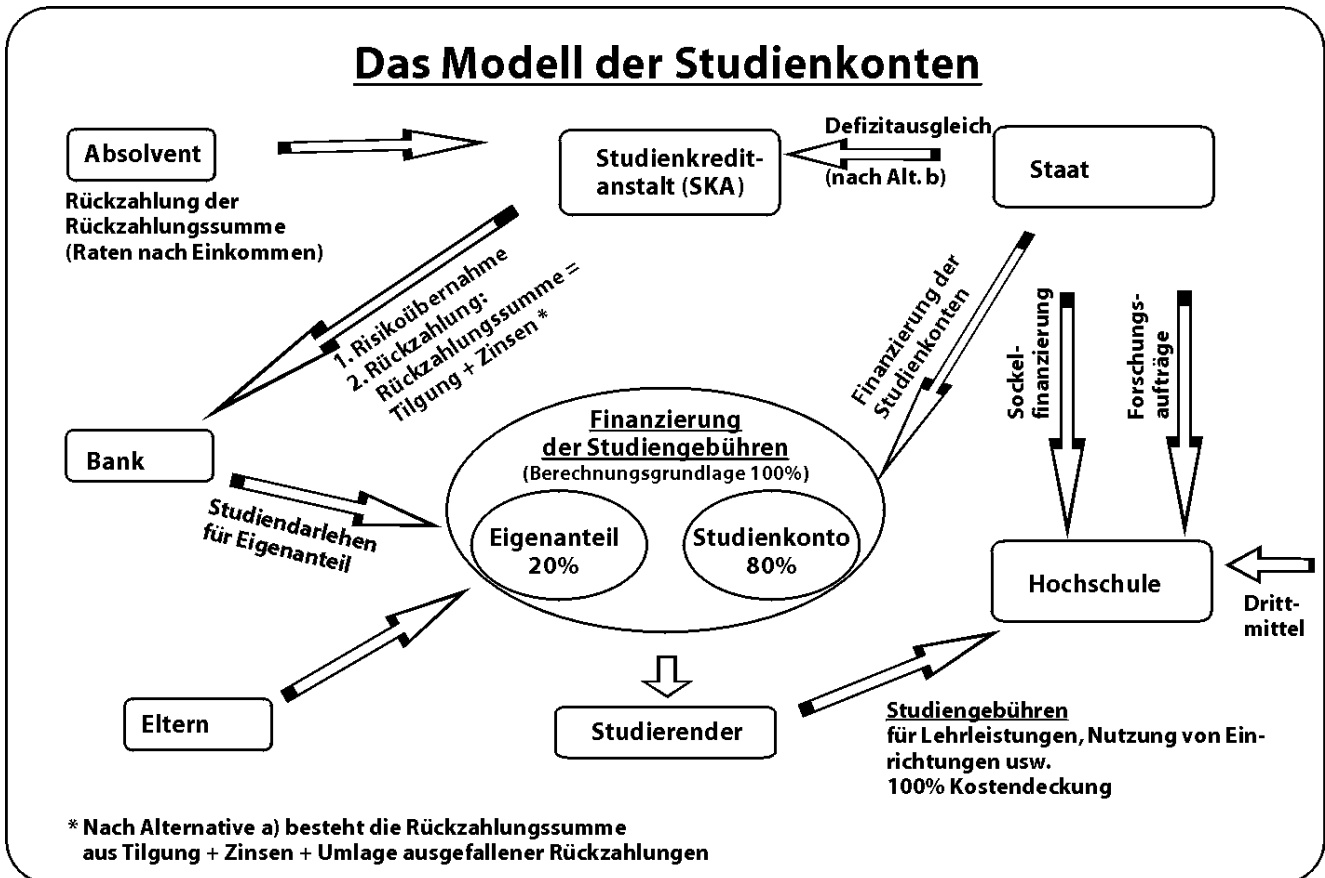 Das Modell der Studienkonten
Absolvent
Rückzahlung der
Rückzahlungssumme
(Raten nach Einkommen)
Studienkredit-
anstalt (SKA)
Defizitausgleich
(nach Alt. b)
Staat
1. Risikoübernahme
2. Rückzahlung:
Rückzahlungssumme =
Tilgung + Zinsen *
Finanzierung der
Studienkonten
Sockel-
finanzierung
Forschungs-
aufträge
Bank
Studiendarlehen
für Eigenanteil
Finanzierung
der Studiengebühren
(Berechnungsgrundlage 100%)
Eigenanteil
20%
Studienkonto
80%
Hochschule
Dritt-
mittel
Eltern
Studierender
Studiengebühren
für Lehrleistungen, Nutzung von Ein-
richtungen usw.
100% Kostendeckung
* Nach Alternative a) besteht die Rückzahlungssumme
aus Tilgung + Zinsen + Umlage ausgefallener Rückzahlungen